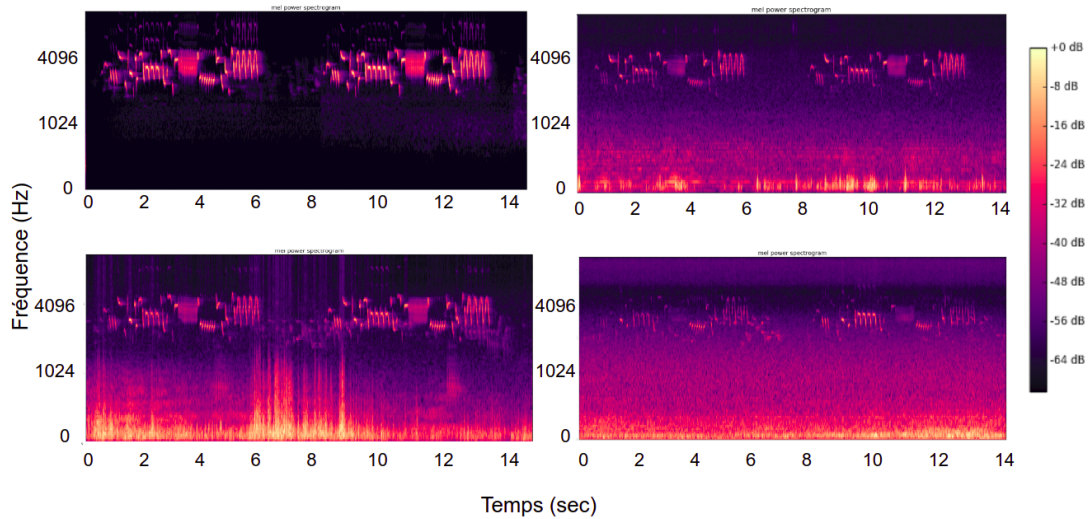 mel power spectrogram
mel power spectrogram
4096
1024
0
0 2 4 6 8 10 12 14
4096
1024
0
0 2 4 6 8 10 12 14
+0 dB
-8 dB
-16 dB
-24 dB
-32 dB
-40 dB
-48 dB
-56 dB
-64 dB
Fréquence (Hz)
mel power spectrogram
mel power spectrogram
4096
1024
0
0 2 4 6 8 10 12 14
4096
1024
0
0 2 4 6 8 10 12 14
Temps (sec)